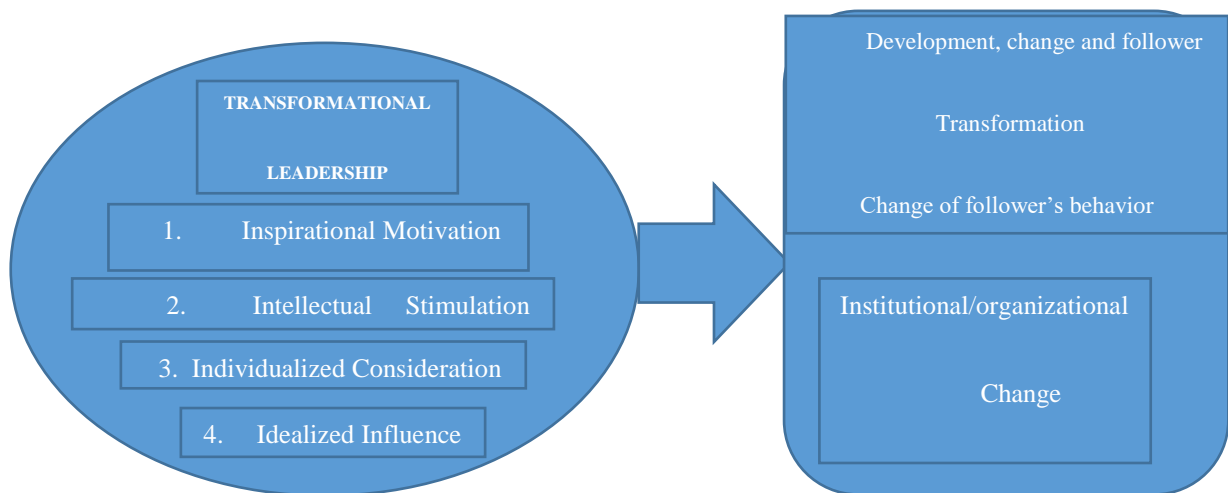 TRANSFORMATIONAL
LEADERSHIP
1. Inspirational Motivation
2. Intellectual Stimulation
3. Individualized Consideration
4. Idealized Influence
Development, change and follower
Transformation
Change of follower’s behavior
Institutional/organizational
Change